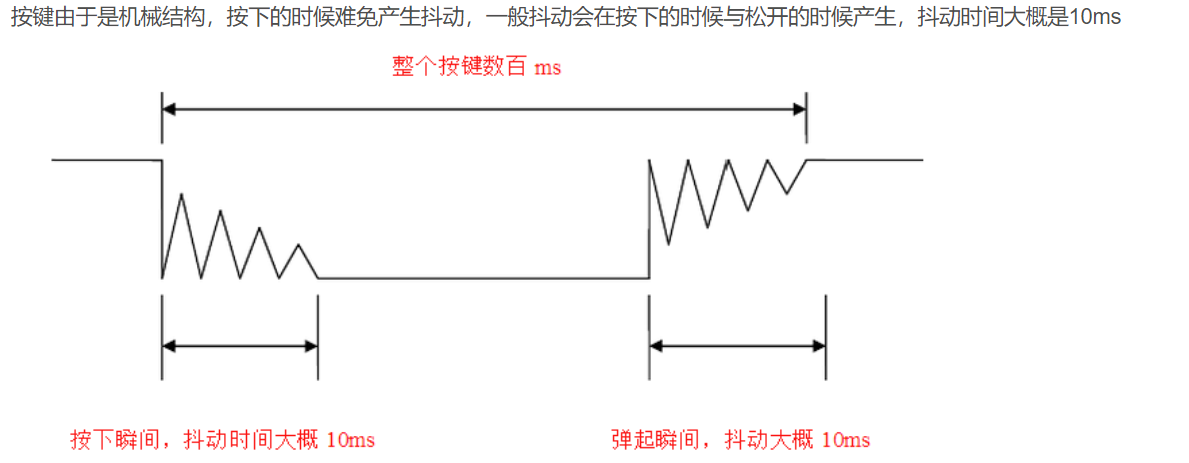 按键由于是机械结构，按下的时候难免产生抖动，一般抖动会在按下的时候与松开的时候产生，抖动时间大概是10ms
整个按键数百 ms
按下瞬间，抖动时间大概 10ms
弹起瞬间，抖动大概 10ms